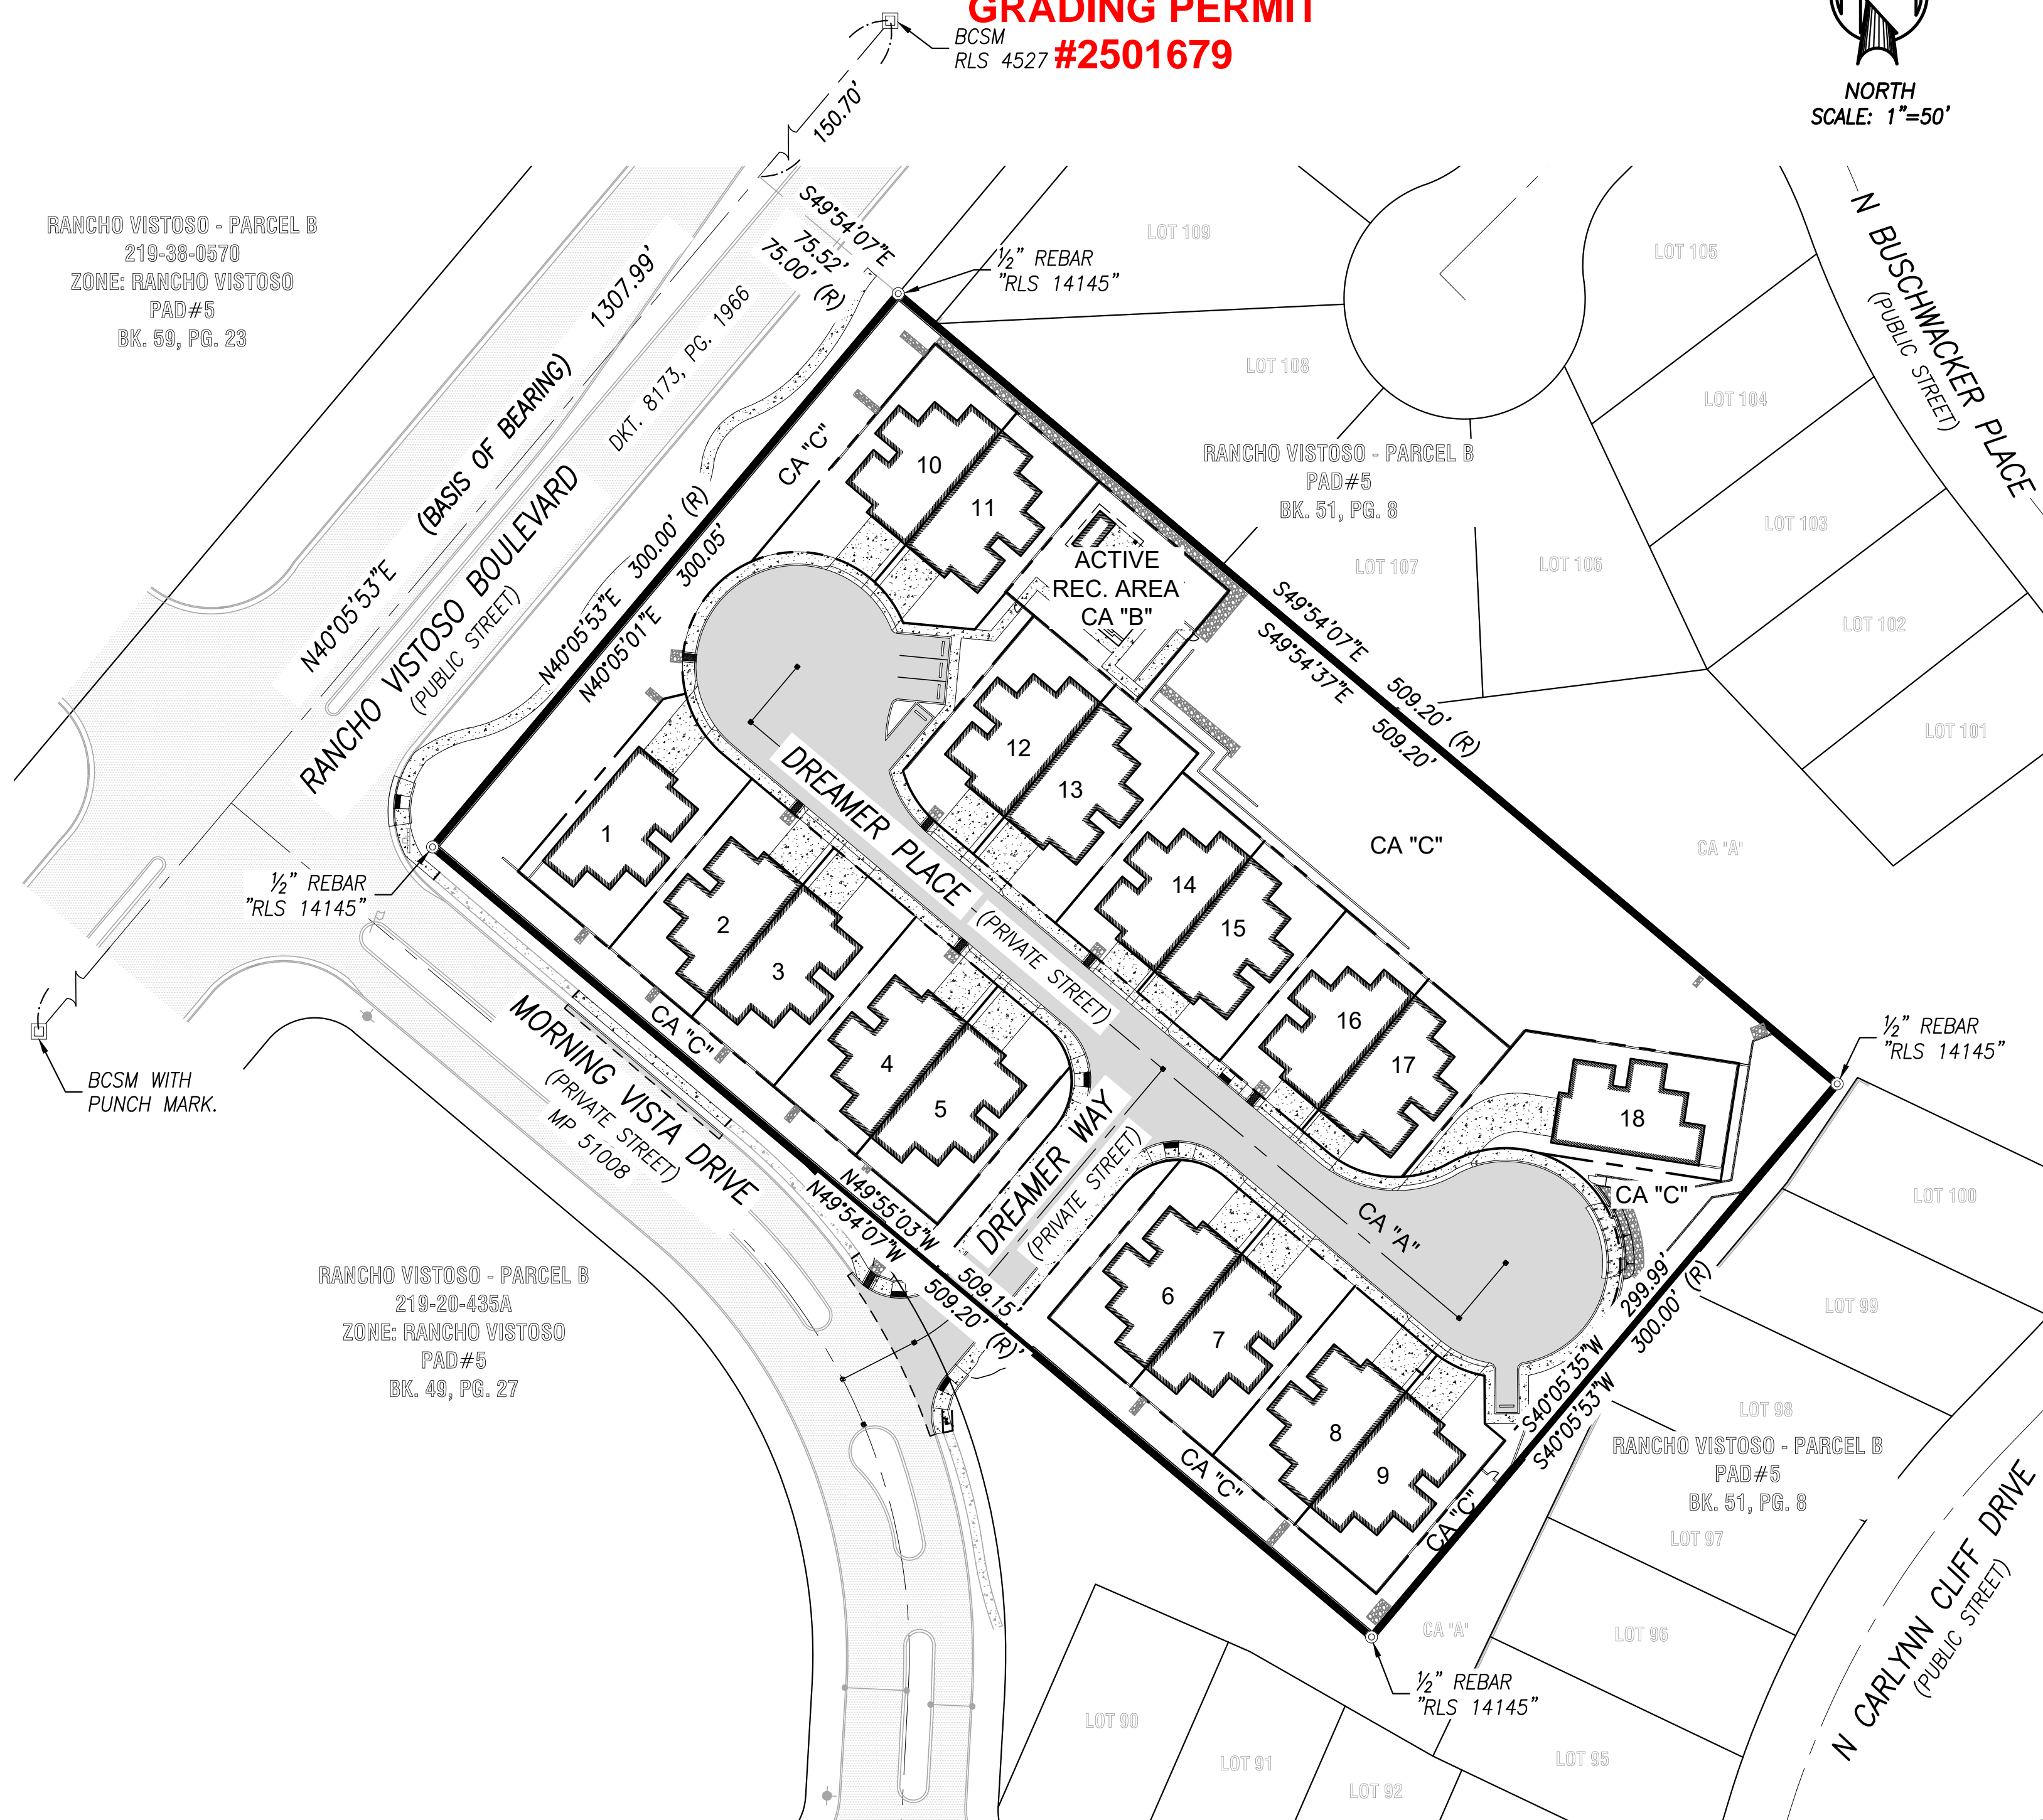 GRADING PERMIT
#2501679
BCSM
RLS 4527
NORTH
SCALE: 1"=50'
150.70'
RANCHO VISTOSO - PARCEL B
219-38-0570
ZONE: RANCHO VISTOSO
PAD#5
BK. 59, PG. 23
S49°54'07"E
75.52'
75.00' (R)
½" REBAR
"RLS 14145"
LOT 109
LOT 105
N BUSCHWACKER PLACE
(PUBLIC STREET)
N40°05'53"E (BASIS OF BEARING) 1307.99'
DKT. 8173, PG. 1966
RANCHO VISTOSO BOULEVARD
(PUBLIC STREET)
LOT 108
LOT 104
RANCHO VISTOSO - PARCEL B
PAD#5
BK. 51, PG. 8
LOT 103
LOT 107
LOT 106
LOT 102
LOT 101
CA "C"
10
11
N40°05'53"E 300.00' (R)
N40°05'01"E 300.05'
ACTIVE
REC. AREA
CA "B"
S49°54'07"E 509.20' (R)
S49°54'37"E 509.20'
12
13
DREAMER PLACE
(PRIVATE STREET)
1
CA "C"
CA "A"
½" REBAR
"RLS 14145"
2
3
14
15
4
5
16
17
18
½" REBAR
"RLS 14145"
CA "C"
MORNING VISTA DRIVE
(PRIVATE STREET)
MP 51008
BCSM WITH
PUNCH MARK.
DREAMER WAY
(PRIVATE STREET)
N49°55'03"W 509.15'
N49°54'07"W 509.20' (R)'
CA "A"
CA "C"
LOT 100
299.99'
300.00' (R)
S40°05'35"W
S40°05'53"W
RANCHO VISTOSO - PARCEL B
219-20-435A
ZONE: RANCHO VISTOSO
PAD#5
BK. 49, PG. 27
6
7
8
9
LOT 99
LOT 98
RANCHO VISTOSO - PARCEL B
PAD#5
BK. 51, PG. 8
LOT 97
CA "C"
CA "C"
CA "A"
LOT 96
½" REBAR
"RLS 14145"
LOT 90
LOT 91
LOT 92
LOT 95
N CARLYNN CLIFF DRIVE
(PUBLIC STREET)